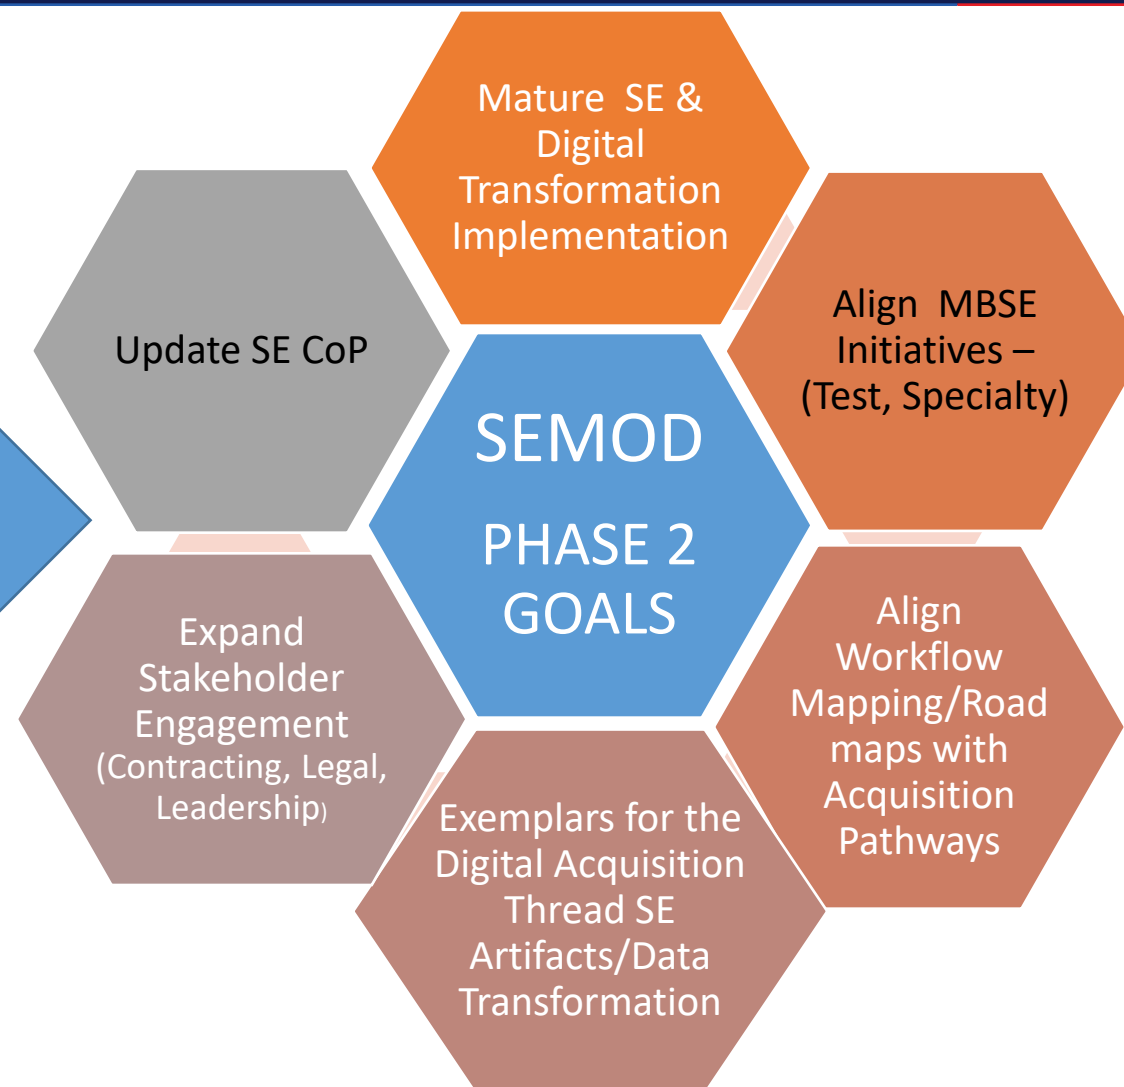 Mature SE &
Digital
Transformation
Implementation
Align MBSE
Initiatives –
(Test, Specialty)
Update SE CoP
SEMOD
PHASE 2
GOALS
Align
Workflow
Mapping/Road
maps with
Acquisition
Pathways
Expand
Stakeholder
Engagement
(Contracting, Legal,
Leadership)
Exemplars for the
Digital Acquisition
Thread SE
Artifacts/Data
Transformation